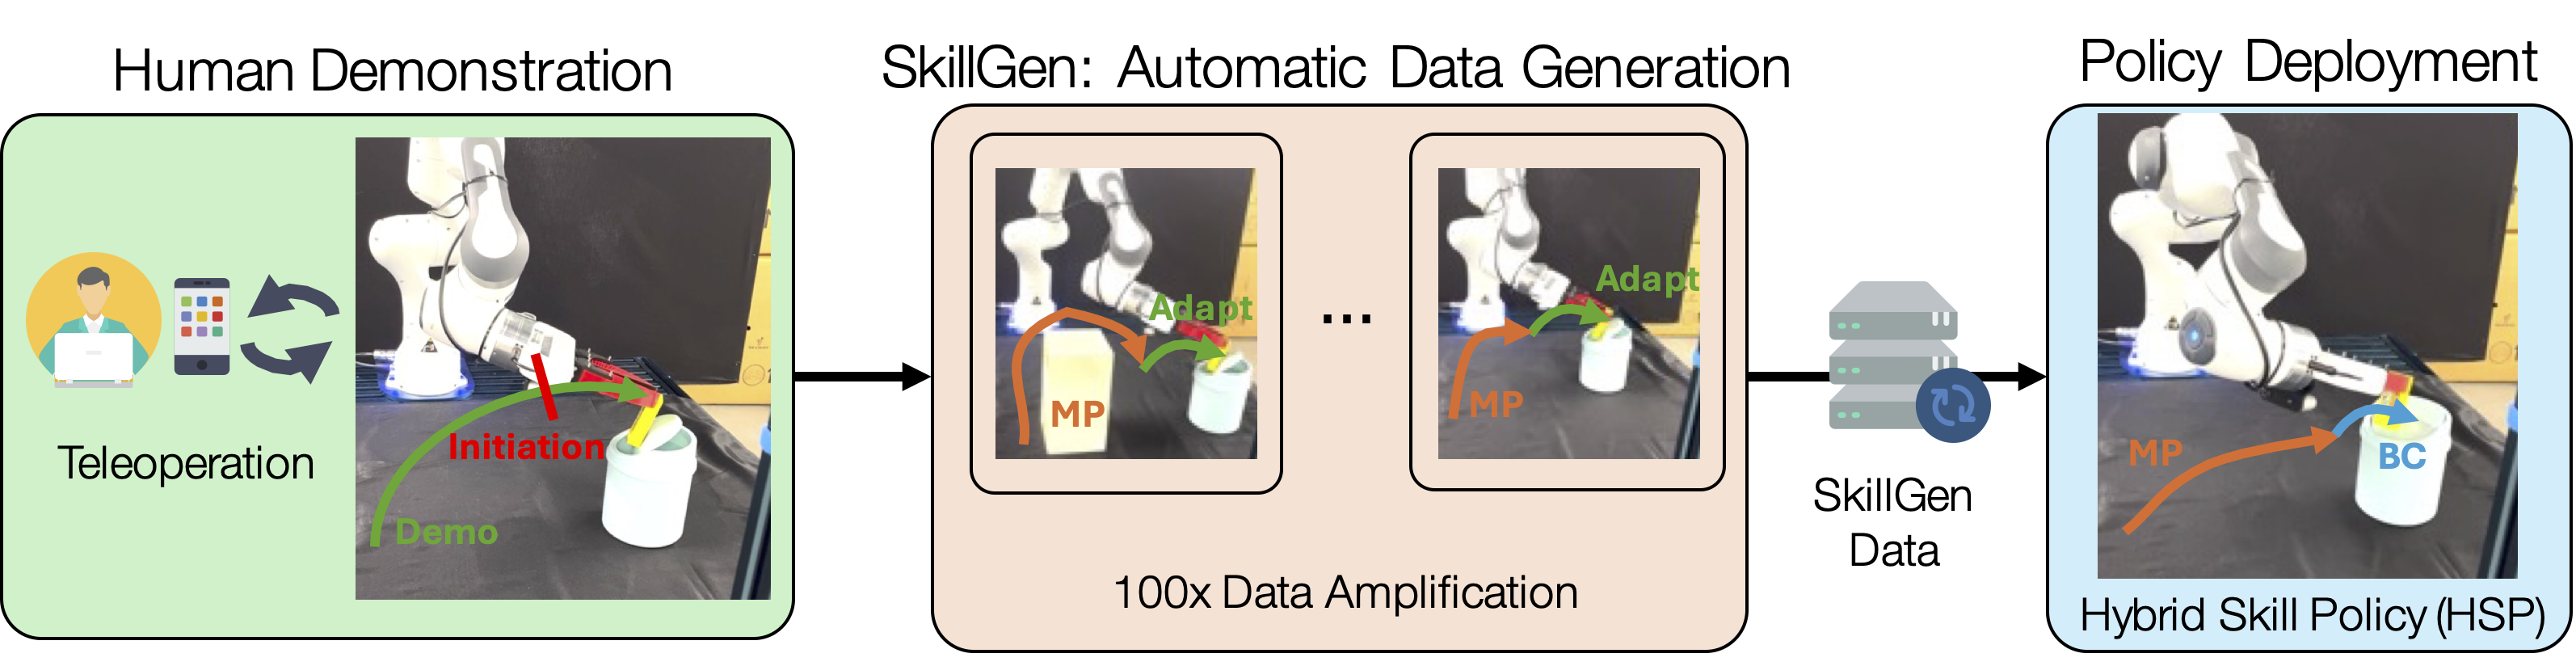 Human Demonstration
Teleoperation
Initiation
Demo
SkillGen: Automatic Data Generation
MP
Adapt
...
MP
Adapt
100x Data Amplification
SkillGen
Data
Policy Deployment
MP
BC
Hybrid Skill Policy (HSP)